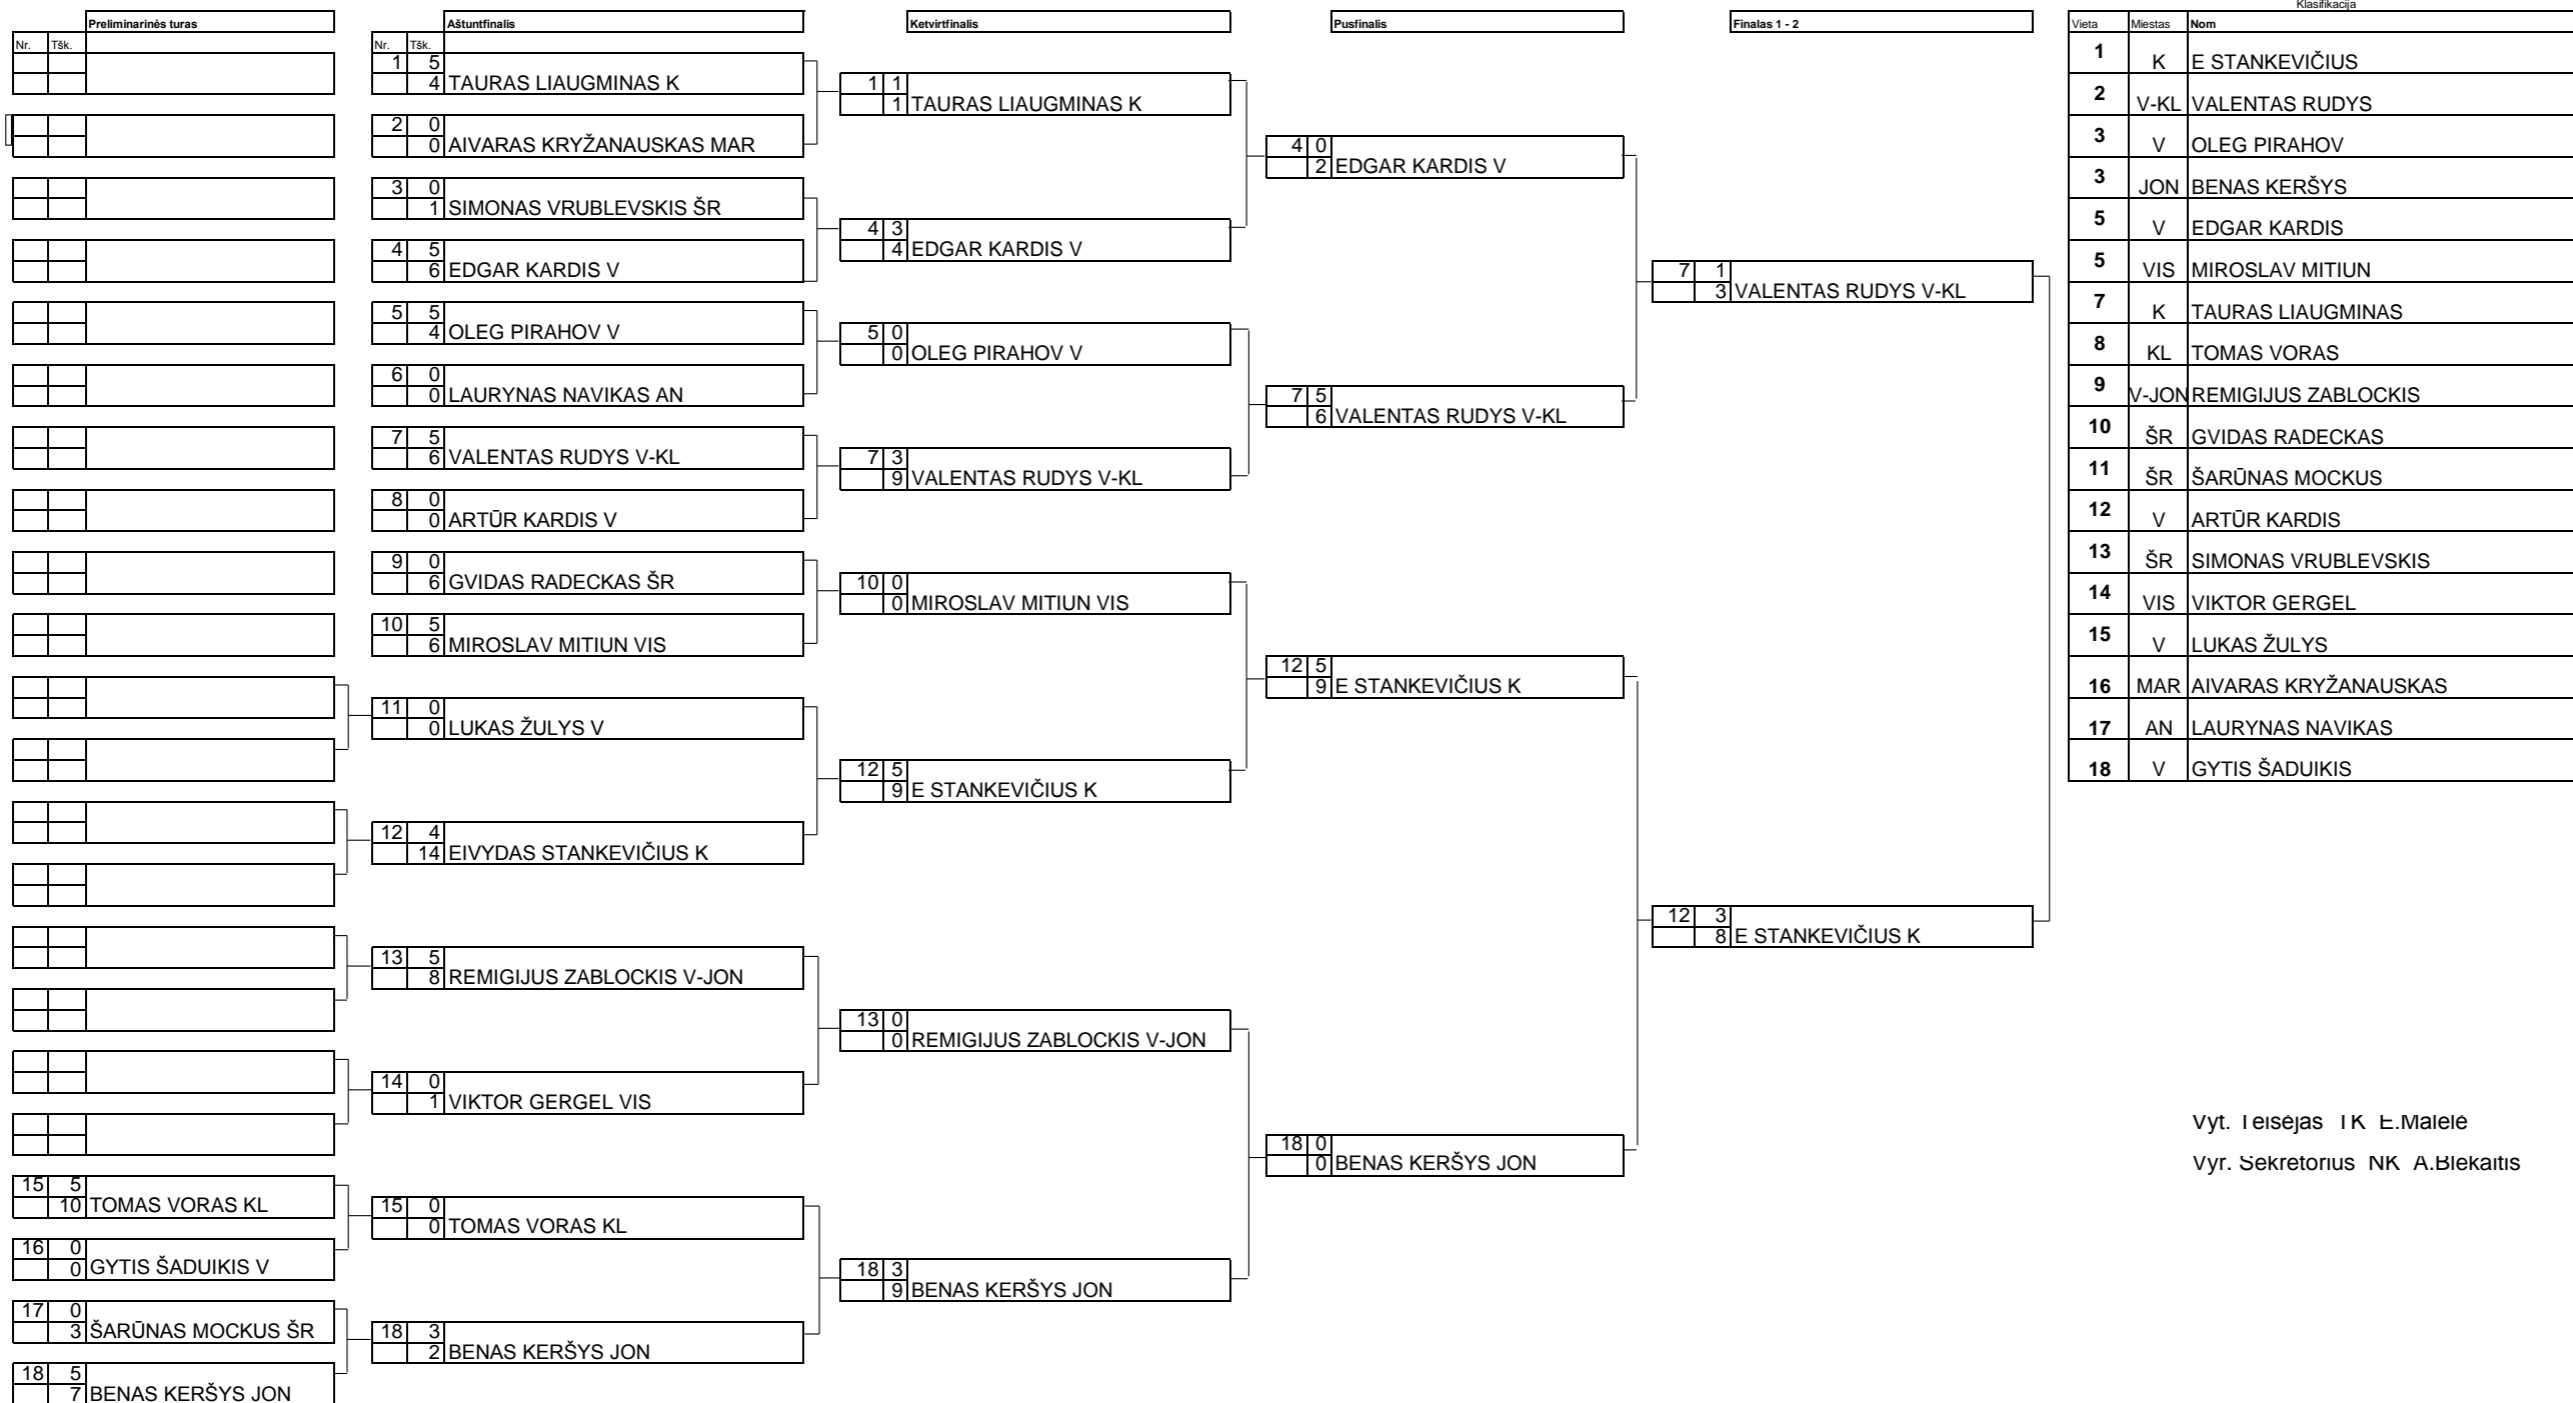 Klasifikacija
Preliminarinės turas Aštuntfinalis Ketvirtfinalis Pusfinalis Finalas 1 - 2 Vieta Miestas Nom
Nr. Tšk. Nr. Tšk.
1 5
4 TAURAS LIAUGMINAS K
2 0
0 AIVARAS KRYŽANAUSKAS MAR
3 0
1 SIMONAS VRUBLEVSKIS ŠR
4 5
6 EDGAR KARDIS V
5 5
4 OLEG PIRAHOV V
6 0
0 LAURYNAS NAVIKAS AN
7 5
6 VALENTAS RUDYS V-KL
8 0
0 ARTŪR KARDIS V
9 0
6 GVIDAS RADECKAS ŠR
10 5
6 MIROSLAV MITIUN VIS
11 0
0 LUKAS ŽULYS V
12 4
14 EIVYDAS STANKEVIČIUS K
13 5
8 REMIGIJUS ZABLOCKIS V-JON
14 0
1 VIKTOR GERGEL VIS
15 5
10 TOMAS VORAS KL
16 0
0 GYTIS ŠADUIKIS V
17 0
3 ŠARŪNAS MOCKUS ŠR
18 5
7 BENAS KERŠYS JON
15 0
0 TOMAS VORAS KL
18 3
2 BENAS KERŠYS JON
1 1
1 TAURAS LIAUGMINAS K
4 3
4 EDGAR KARDIS V
5 0
0 OLEG PIRAHOV V
7 3
9 VALENTAS RUDYS V-KL
10 0
0 MIROSLAV MITIUN VIS
12 5
9 E STANKEVIČIUS K
13 0
0 REMIGIJUS ZABLOCKIS V-JON
18 3
9 BENAS KERŠYS JON
4 0
2 EDGAR KARDIS V
7 5
6 VALENTAS RUDYS V-KL
12 5
9 E STANKEVIČIUS K
18 0
0 BENAS KERŠYS JON
7 1
3 VALENTAS RUDYS V-KL
12 3
8 E STANKEVIČIUS K
1 K E STANKEVIČIUS
2 V-KL VALENTAS RUDYS
3 V OLEG PIRAHOV
3 JON BENAS KERŠYS
5 V EDGAR KARDIS
5 VIS MIROSLAV MITIUN
7 K TAURAS LIAUGMINAS
8 KL TOMAS VORAS
9 V-JON REMIGIJUS ZABLOCKIS
10 ŠR GVIDAS RADECKAS
11 ŠR ŠARŪNAS MOCKUS
12 V ARTŪR KARDIS
13 ŠR SIMONAS VRUBLEVSKIS
14 VIS VIKTOR GERGEL
15 V LUKAS ŽULYS
16 MAR AIVARAS KRYŽANAUSKAS
17 AN LAURYNAS NAVIKAS
18 V GYTIS ŠADUIKIS
Vyt. Teisėjas TK E.Malelė
Vyr. Sekretorius NK A.Blekaitis